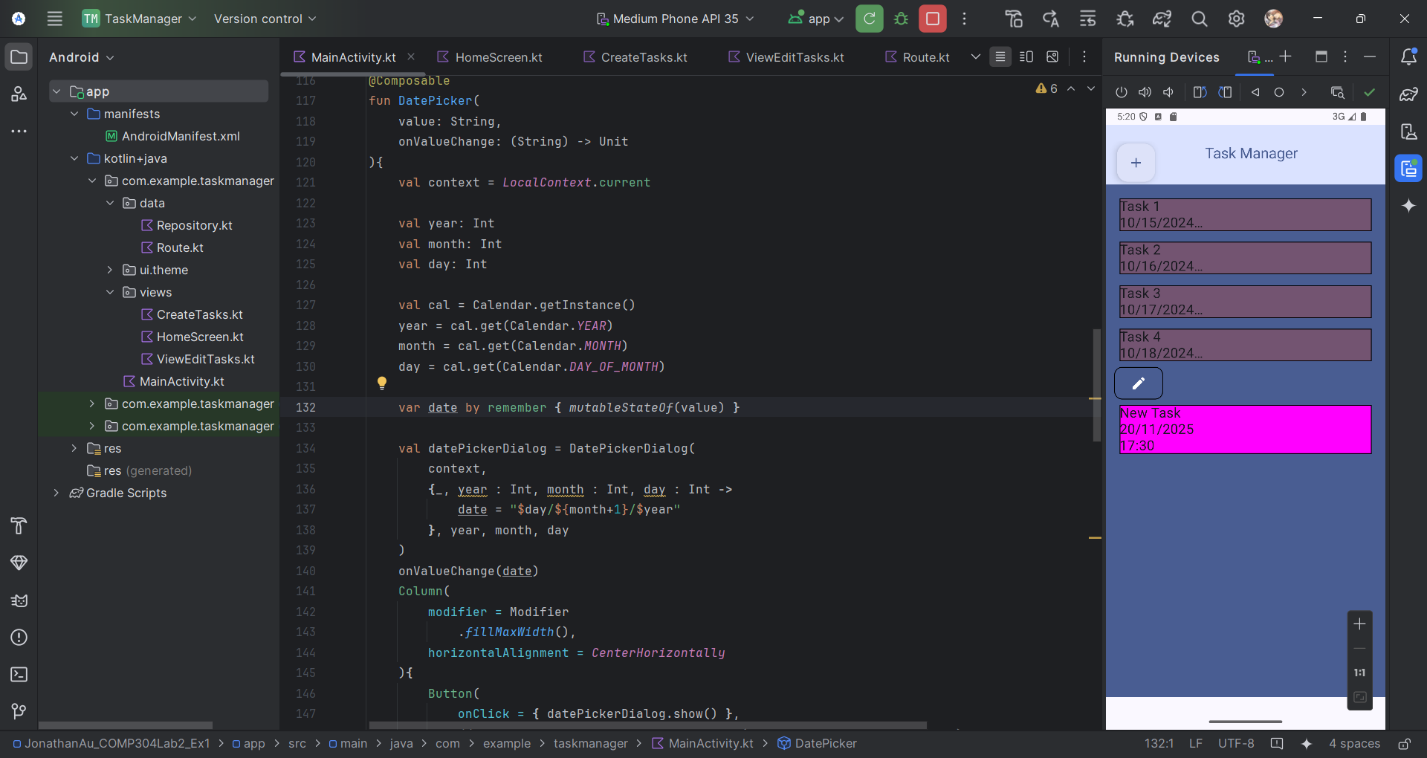 TM TaskManager Version control Medium Phone API 35 app
Android MainActivity.kt HomeScreen.kt CreateTasks.kt ViewEditTasks.kt Route.kt Running Devices ...
app
manifests
AndroidManifest.xml
kotlin+java
com.example.taskmanager
data
Repository.kt
Route.kt
ui.theme
views
CreateTasks.kt
HomeScreen.kt
ViewEditTasks.kt
MainActivity.kt
com.example.taskmanager
com.example.taskmanager
res
res (generated)
Gradle Scripts
6
116 @Composable
117 fun DatePicker(
118 value: String,
119 onValueChange: (String) -> Unit
120 ){
121 val context = LocalContext.current
122
123 val year: Int
124 val month: Int
125 val day: Int
126
127 val cal = Calendar.getInstance()
128 year = cal.get(Calendar.YEAR)
129 month = cal.get(Calendar.MONTH)
130 day = cal.get(Calendar.DAY_OF_MONTH)
131
132 var date by remember { mutableStateOf(value) }
133
134 val datePickerDialog = DatePickerDialog(
135 context,
136 {_, year : Int, month : Int, day : Int ->
137 date = "$day/${month+1}/$year"
138 }, year, month, day
139 )
140 onValueChange(date)
141 Column(
142 modifier = Modifier
143 .fillMaxWidth(),
144 horizontalAlignment = CenterHorizontally
145 ){
146 Button(
147 onClick = { datePickerDialog.show() },
5:20 3G
+ Task Manager
Task 1
10/15/2024...
Task 2
10/16/2024...
Task 3
10/17/2024...
Task 4
10/18/2024...
New Task
20/11/2025
17:30
1:1
JonathanAu_COMP304Lab2_Ex1 > app > src > main > java > com > example > taskmanager > MainActivity.kt > DatePicker 132:1 LF UTF-8 4 spaces